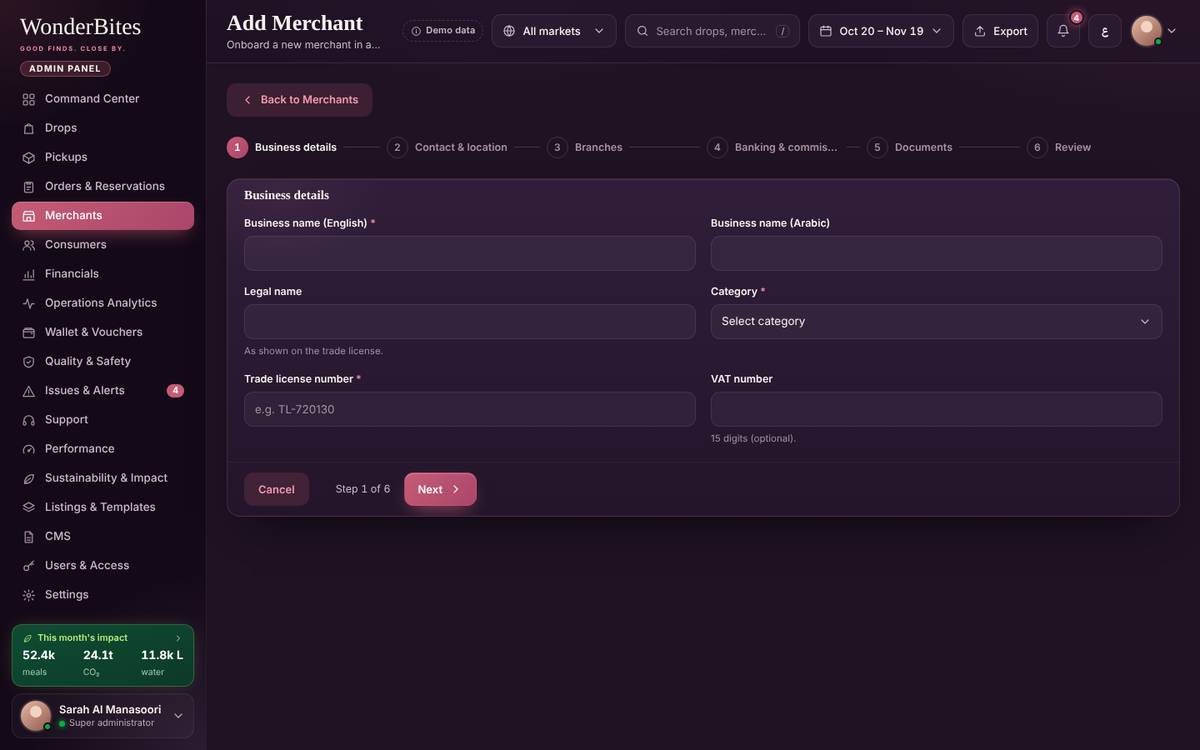 WonderBites
GOOD FINDS. CLOSE BY.
ADMIN PANEL
Command Center
Drops
Pickups
Orders & Reservations
Merchants
Consumers
Financials
Operations Analytics
Wallet & Vouchers
Quality & Safety
Issues & Alerts 4
Support
Performance
Sustainability & Impact
Listings & Templates
CMS
Users & Access
Settings
This month's impact
52.4k 24.1t 11.8k L
meals CO₂ water
Sarah Al Manasoori
Super administrator
Add Merchant
Onboard a new merchant in a...
Demo data
All markets
Search drops, merc... /
Oct 20 – Nov 19
Export
4
ع
Back to Merchants
1 Business details 2 Contact & location 3 Branches 4 Banking & commis... 5 Documents 6 Review
Business details
Business name (English) * Business name (Arabic)
Legal name Category *
Select category
As shown on the trade license.
Trade license number * VAT number
e.g. TL-720130
15 digits (optional).
Cancel Step 1 of 6 Next